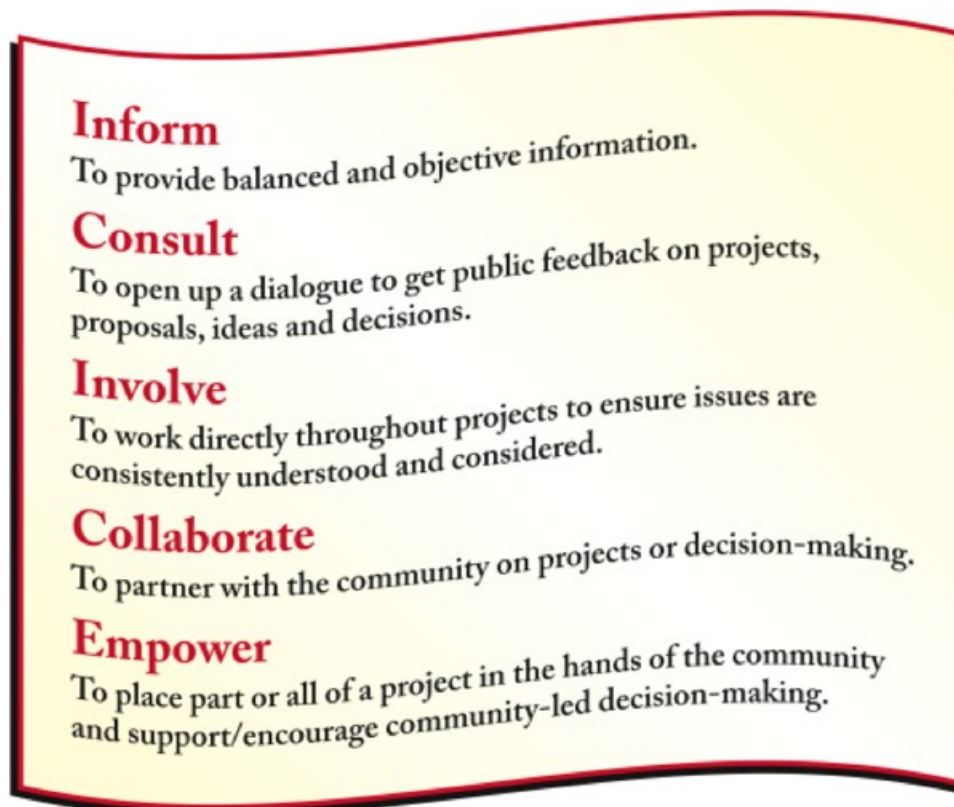 Inform
To provide balanced and objective information.
Consult
To open up a dialogue to get public feedback on projects,
proposals, ideas and decisions.
Involve
To work directly throughout projects to ensure issues are
consistently understood and considered.
Collaborate
To partner with the community on projects or decision-making.
Empower
To place part or all of a project in the hands of the community
and support/encourage community-led decision-making.